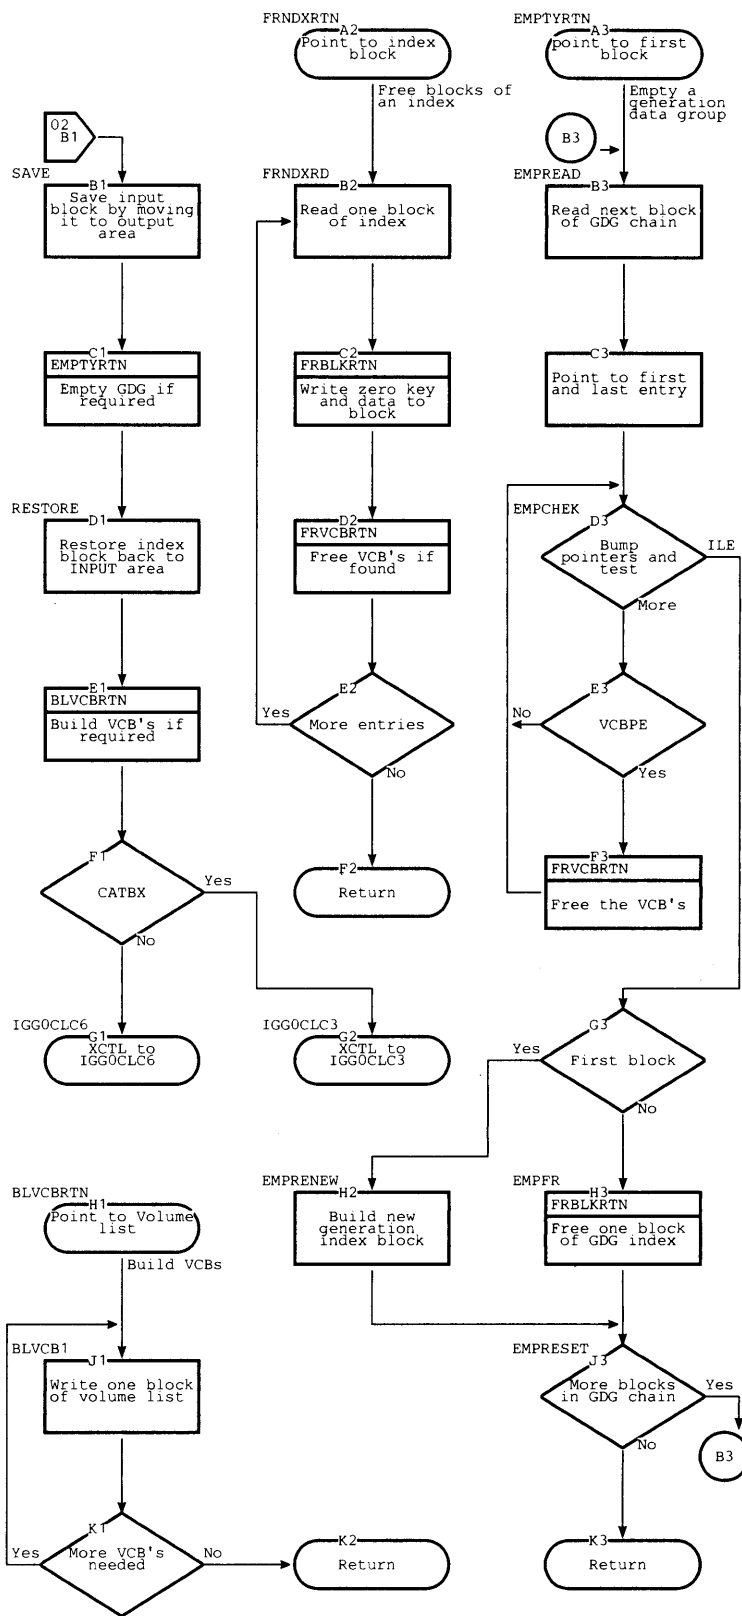 FRNDXRTN
A2
Point to index
block
Free blocks of
an index
EMPTYRTN
A3
point to first
block
Empty a
generation
data group
02
B1
B3
SAVE
B1
Save input
block by moving
it to output
area
FRNDXRD
B2
Read one block
of index
EMPREAD
B3
Read next block
of GDG chain
C1
EMPTYRTN
Empty GDG if
required
C2
FRBLKRTN
Write zero key
and data to
block
C3
Point to first
and last entry
RESTORE
D1
Restore index
block back to
INPUT area
D2
FRVCBRTN
Free VCB's if
found
EMPCHEK
D3
Bump
pointers and
test
ILE
More
E1
BLVCBRTN
Build VCB's if
required
E2
More entries
Yes
No
E3
VCBPE
No
Yes
F1
CATBX
Yes
No
F2
Return
F3
FRVCBRTN
Free the VCB's
IGG0CLC6
G1
XCTL to
IGG0CLC6
IGG0CLC3
G2
XCTL to
IGG0CLC3
G3
First block
Yes
No
BLVCBRTN
H1
Point to Volume
list
Build VCBs
EMPRENEW
H2
Build new
generation
index block
EMPFR
H3
FRBLKRTN
Free one block
of GDG index
BLVCB1
J1
Write one block
of volume list
EMPRESET
J3
More blocks
in GDG chain
Yes
No
B3
K1
More VCB's
needed
Yes
No
K2
Return
K3
Return